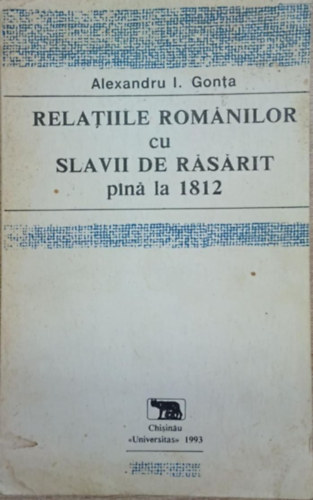 Alexandru I. Gonța
RELAȚIILE ROMÂNILOR
cu
SLAVII DE RĂSĂRIT
pînă la 1812
Chișinău
«Universitas» 1993